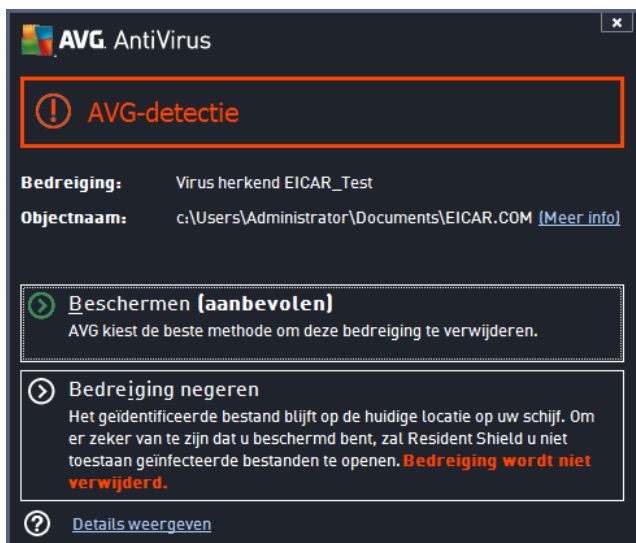 AVG AntiVirus
AVG-detectie
Bedreiging: Virus herkend EICAR_Test
Objectnaam: c:\Users\Administrator\Documents\EICAR.COM (Meer info)
Beschermen (aanbevolen)
AVG kiest de beste methode om deze bedreiging te verwijderen.
Bedreiging negeren
Het geïdentificeerde bestand blijft op de huidige locatie op uw schijf. Om
er zeker van te zijn dat u beschermd bent, zal Resident Shield u niet
toestaan geïnfecteerde bestanden te openen. Bedreiging wordt niet
verwijderd.
Details weergeven